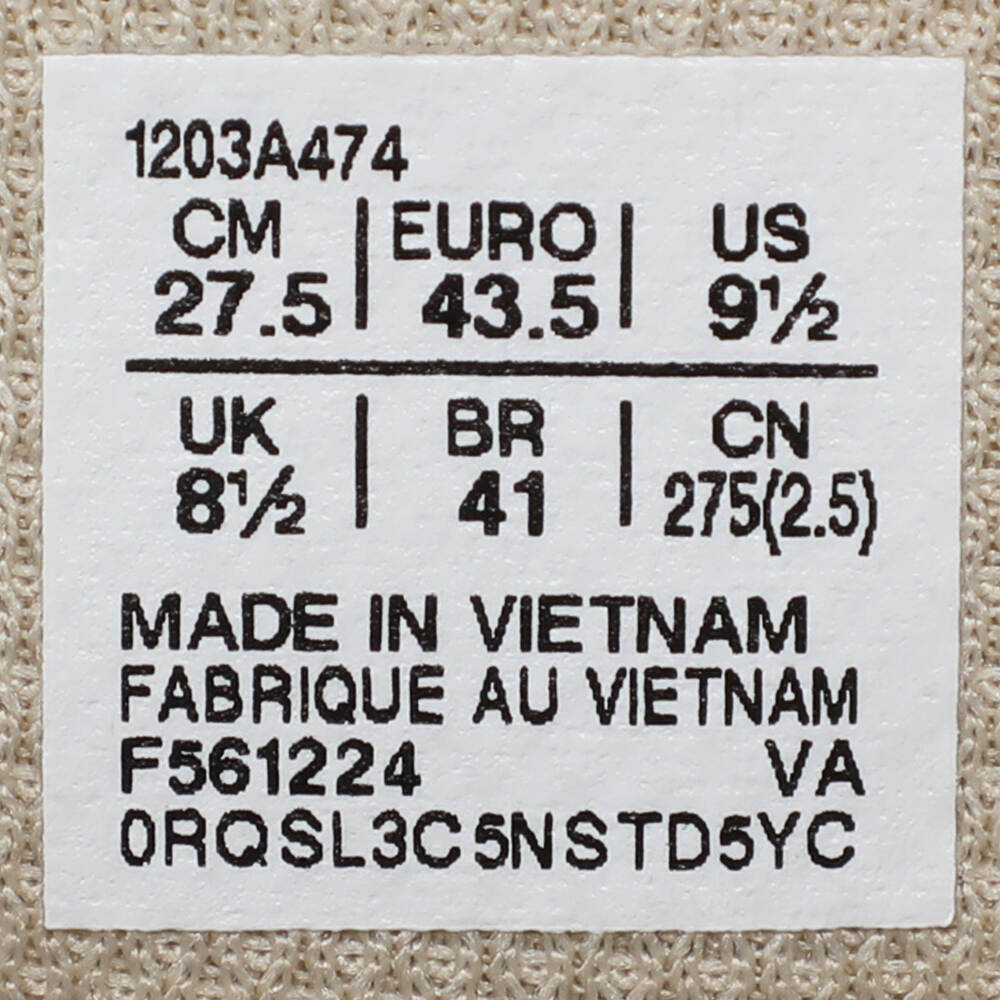 1203A474
CM | EURO | US
27.5 | 43.5 | 9½
UK | BR | CN
8½ | 41 | 275(2.5)
MADE IN VIETNAM
FABRIQUE AU VIETNAM
F561224 VA
0RQSL3C5NSTD5YC